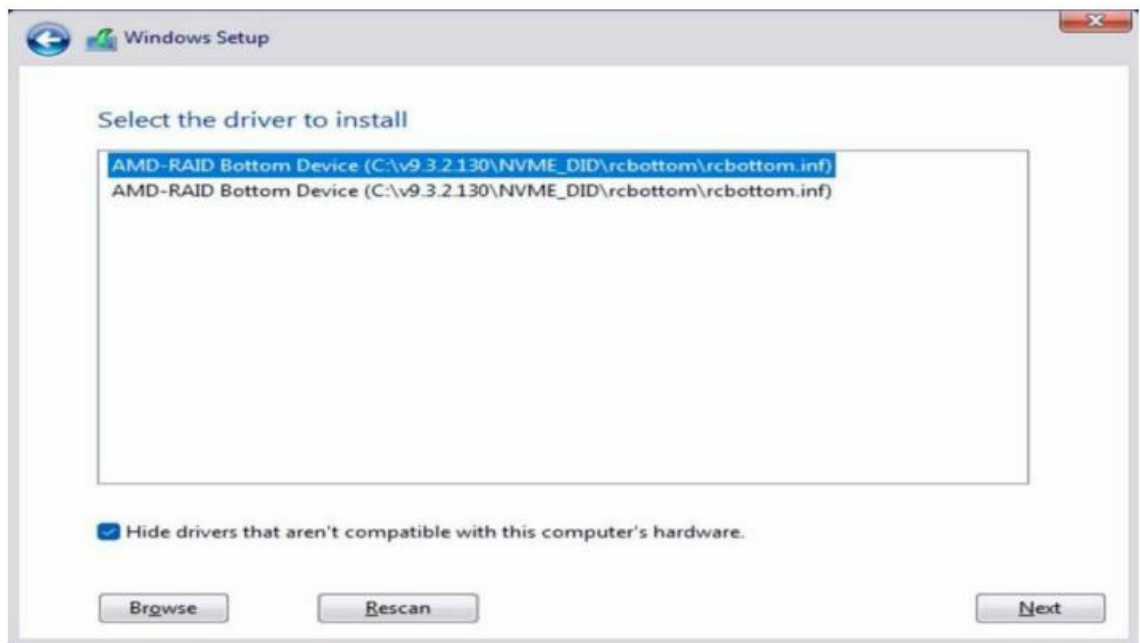 Windows Setup
Select the driver to install
AMD-RAID Bottom Device (C:\v9.3.2.130\NVME_DID\rcbottom\rcbottom.inf)
AMD-RAID Bottom Device (C:\v9.3.2.130\NVME_DID\rcbottom\rcbottom.inf)
Hide drivers that aren't compatible with this computer's hardware.
Browse
Rescan
Next